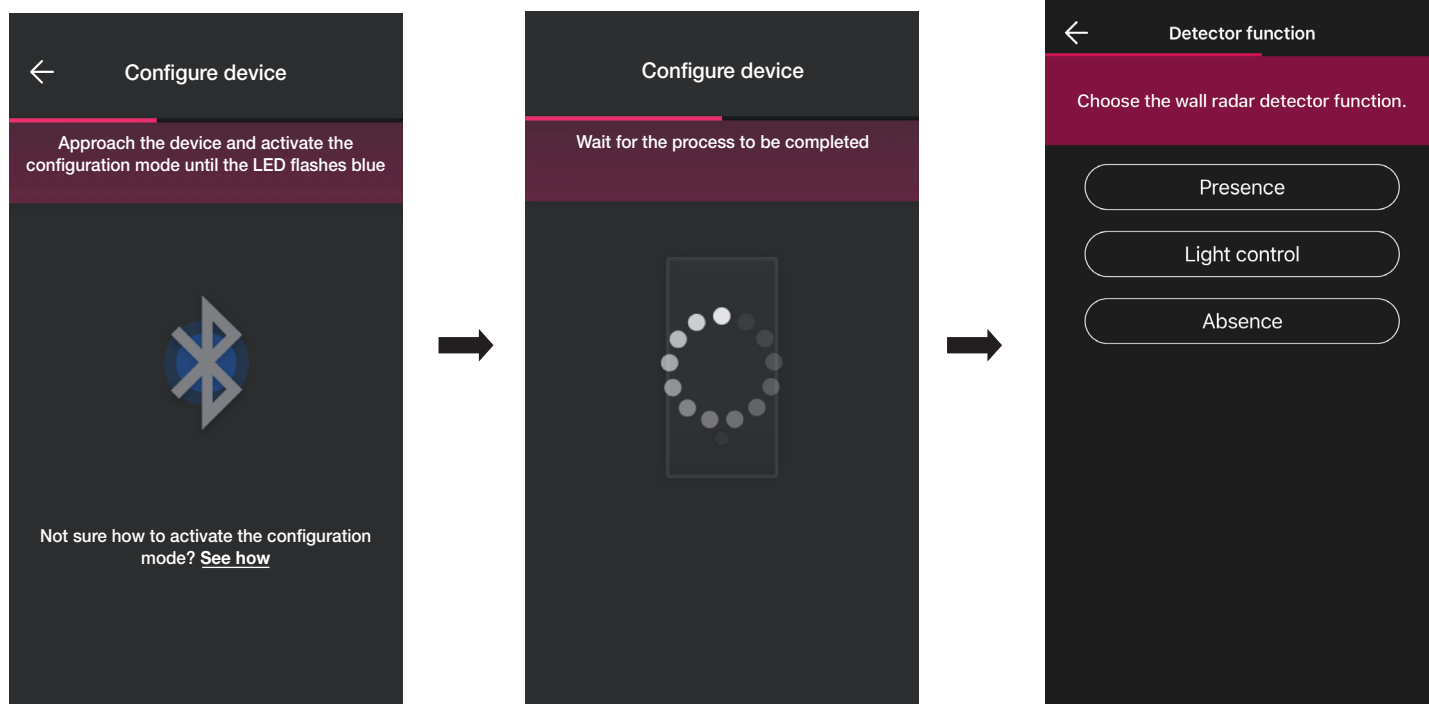 Configure device
Approach the device and activate the
configuration mode until the LED flashes blue
Not sure how to activate the configuration
mode? See how
Configure device
Wait for the process to be completed
Detector function
Choose the wall radar detector function.
Presence
Light control
Absence